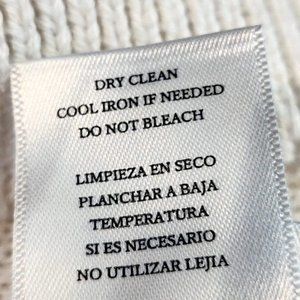 DRY CLEAN
COOL IRON IF NEEDED
DO NOT BLEACH
LIMPIEZA EN SECO
PLANCHAR A BAJA
TEMPERATURA
SI ES NECESARIO
NO UTILIZAR LEJIA